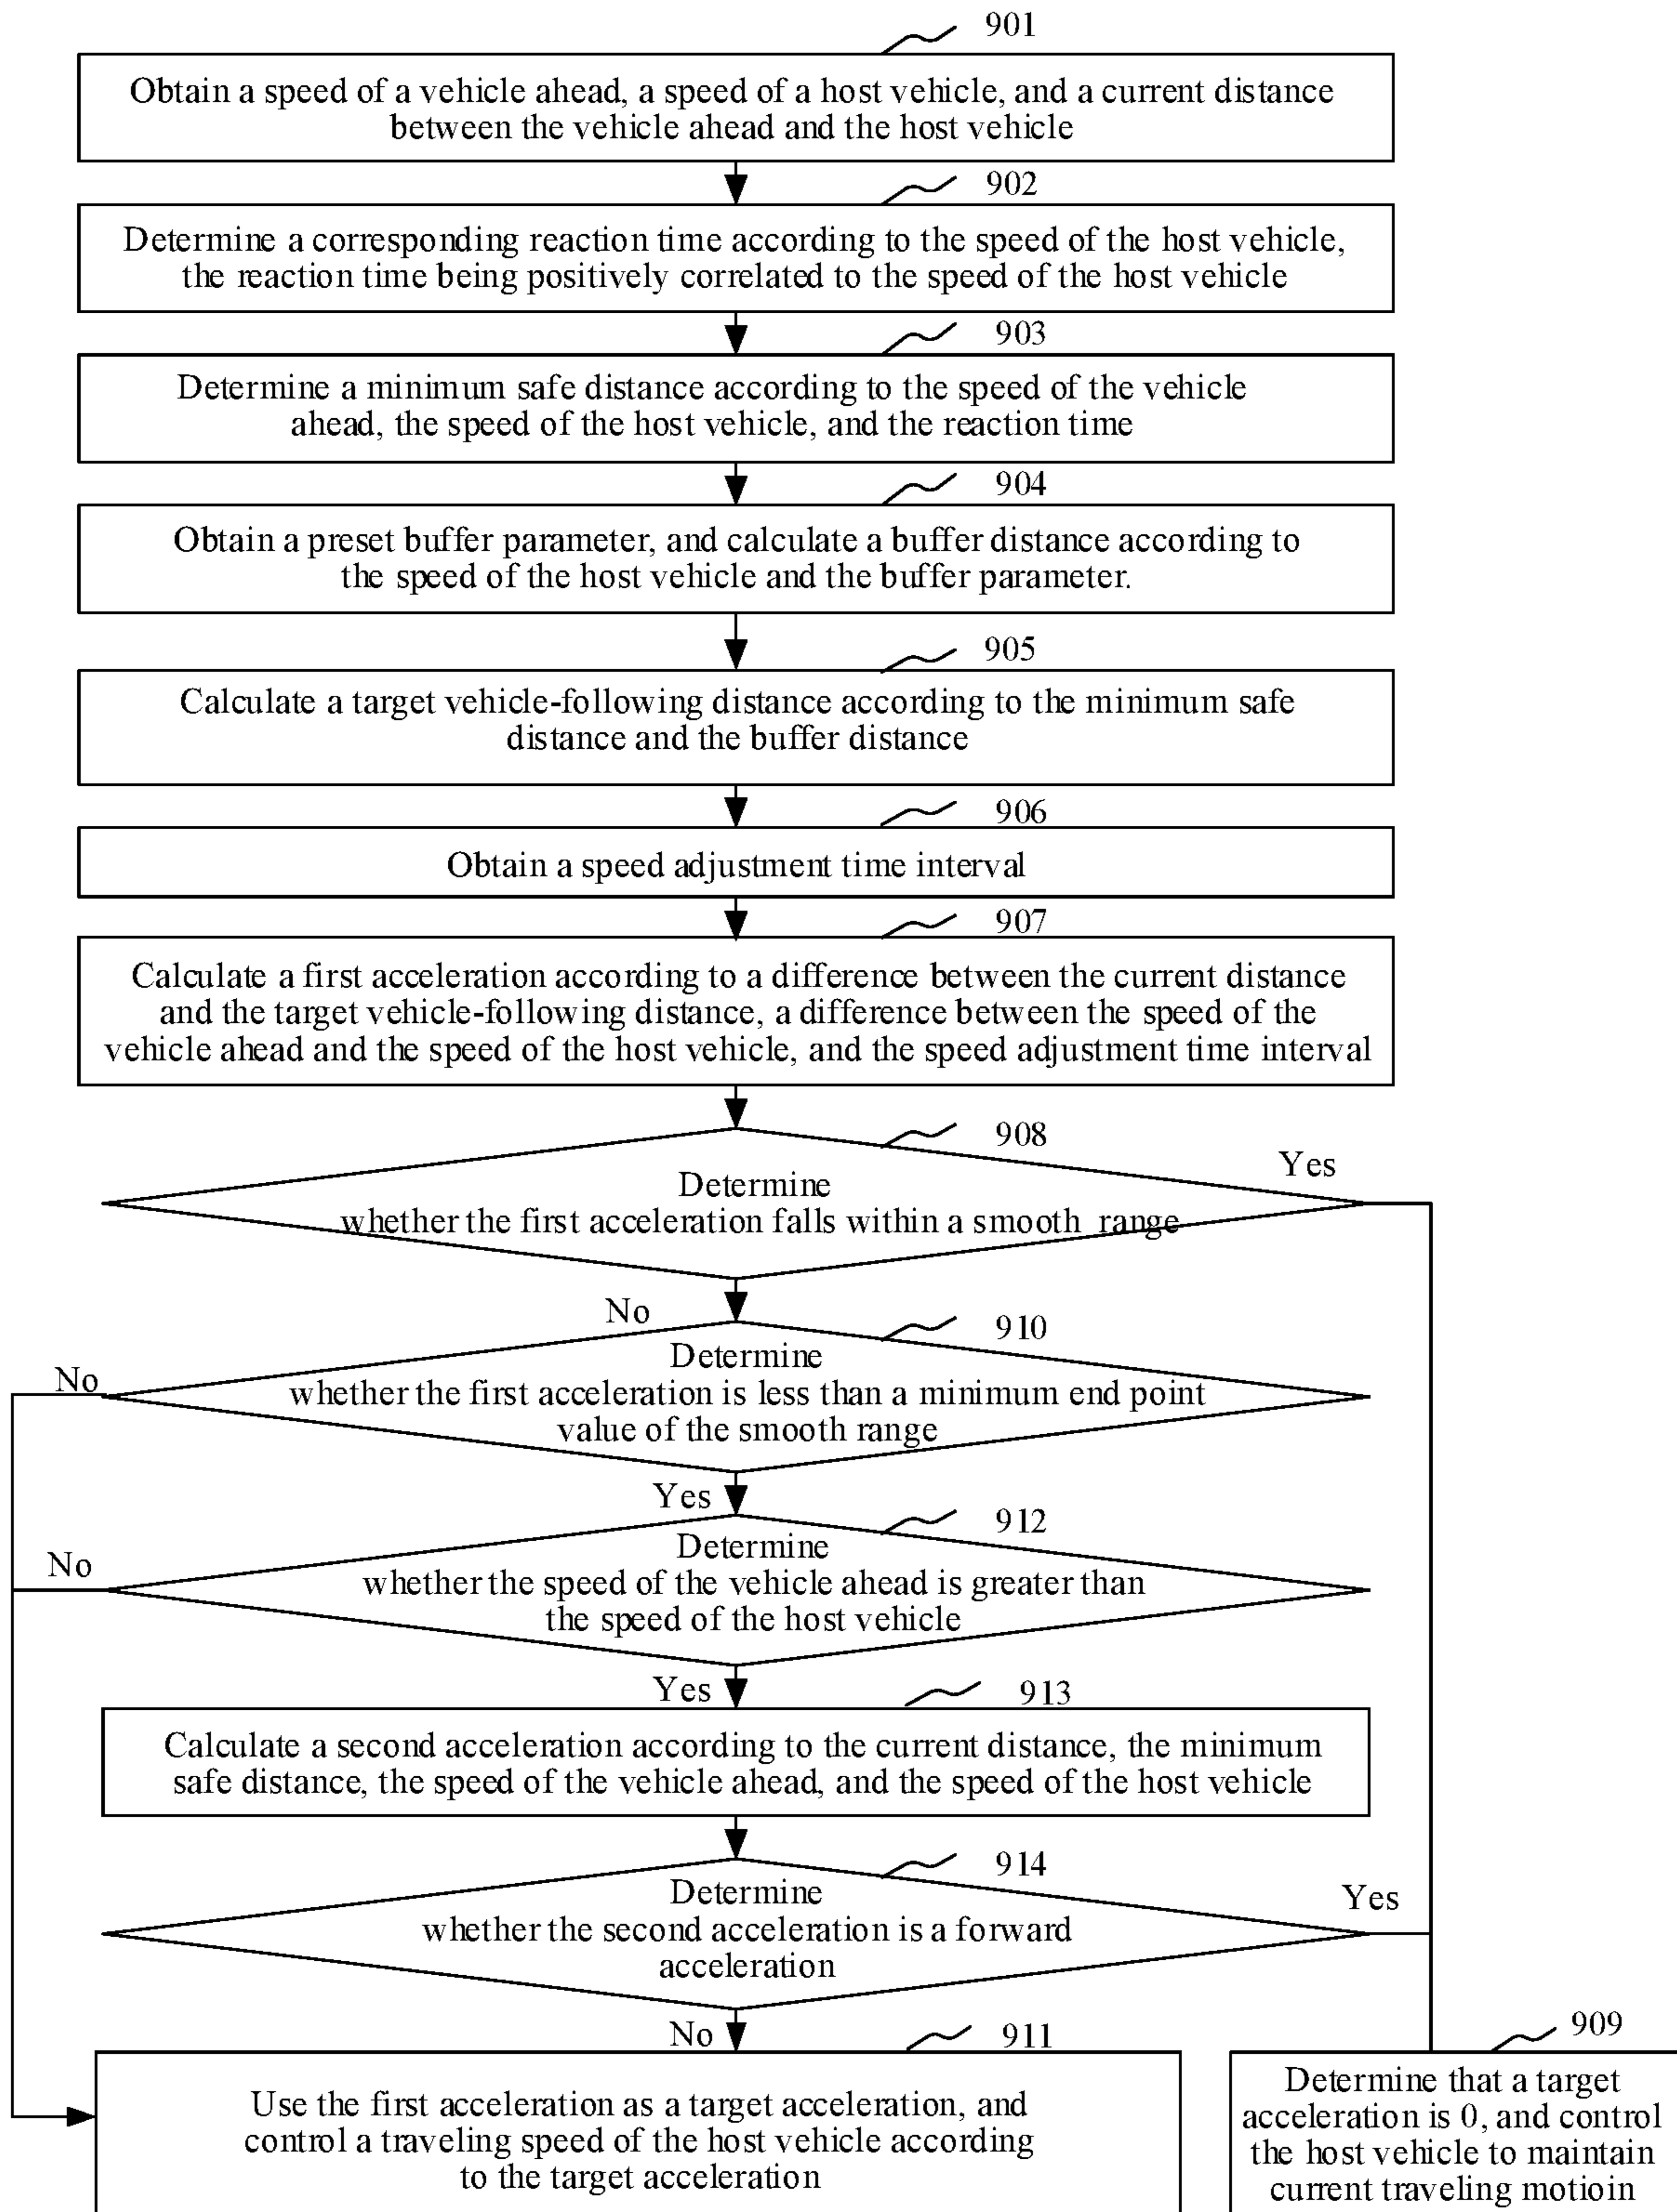 901
Obtain a speed of a vehicle ahead, a speed of a host vehicle, and a current distance
between the vehicle ahead and the host vehicle
902
Determine a corresponding reaction time according to the speed of the host vehicle,
the reaction time being positively correlated to the speed of the host vehicle
903
Determine a minimum safe distance according to the speed of the vehicle
ahead, the speed of the host vehicle, and the reaction time
904
Obtain a preset buffer parameter, and calculate a buffer distance according to
the speed of the host vehicle and the buffer parameter.
905
Calculate a target vehicle-following distance according to the minimum safe
distance and the buffer distance
906
Obtain a speed adjustment time interval
907
Calculate a first acceleration according to a difference between the current distance
and the target vehicle-following distance, a difference between the speed of the
vehicle ahead and the speed of the host vehicle, and the speed adjustment time interval
908
Yes
Determine
whether the first acceleration falls within a smooth range
No
910
No
Determine
whether the first acceleration is less than a minimum end point
value of the smooth range
Yes
912
No
Determine
whether the speed of the vehicle ahead is greater than
the speed of the host vehicle
Yes
913
Calculate a second acceleration according to the current distance, the minimum
safe distance, the speed of the vehicle ahead, and the speed of the host vehicle
914
Yes
Determine
whether the second acceleration is a forward
acceleration
No
911
Use the first acceleration as a target acceleration, and
control a traveling speed of the host vehicle according
to the target acceleration
909
Determine that a target
acceleration is 0, and control
the host vehicle to maintain
current traveling motioin